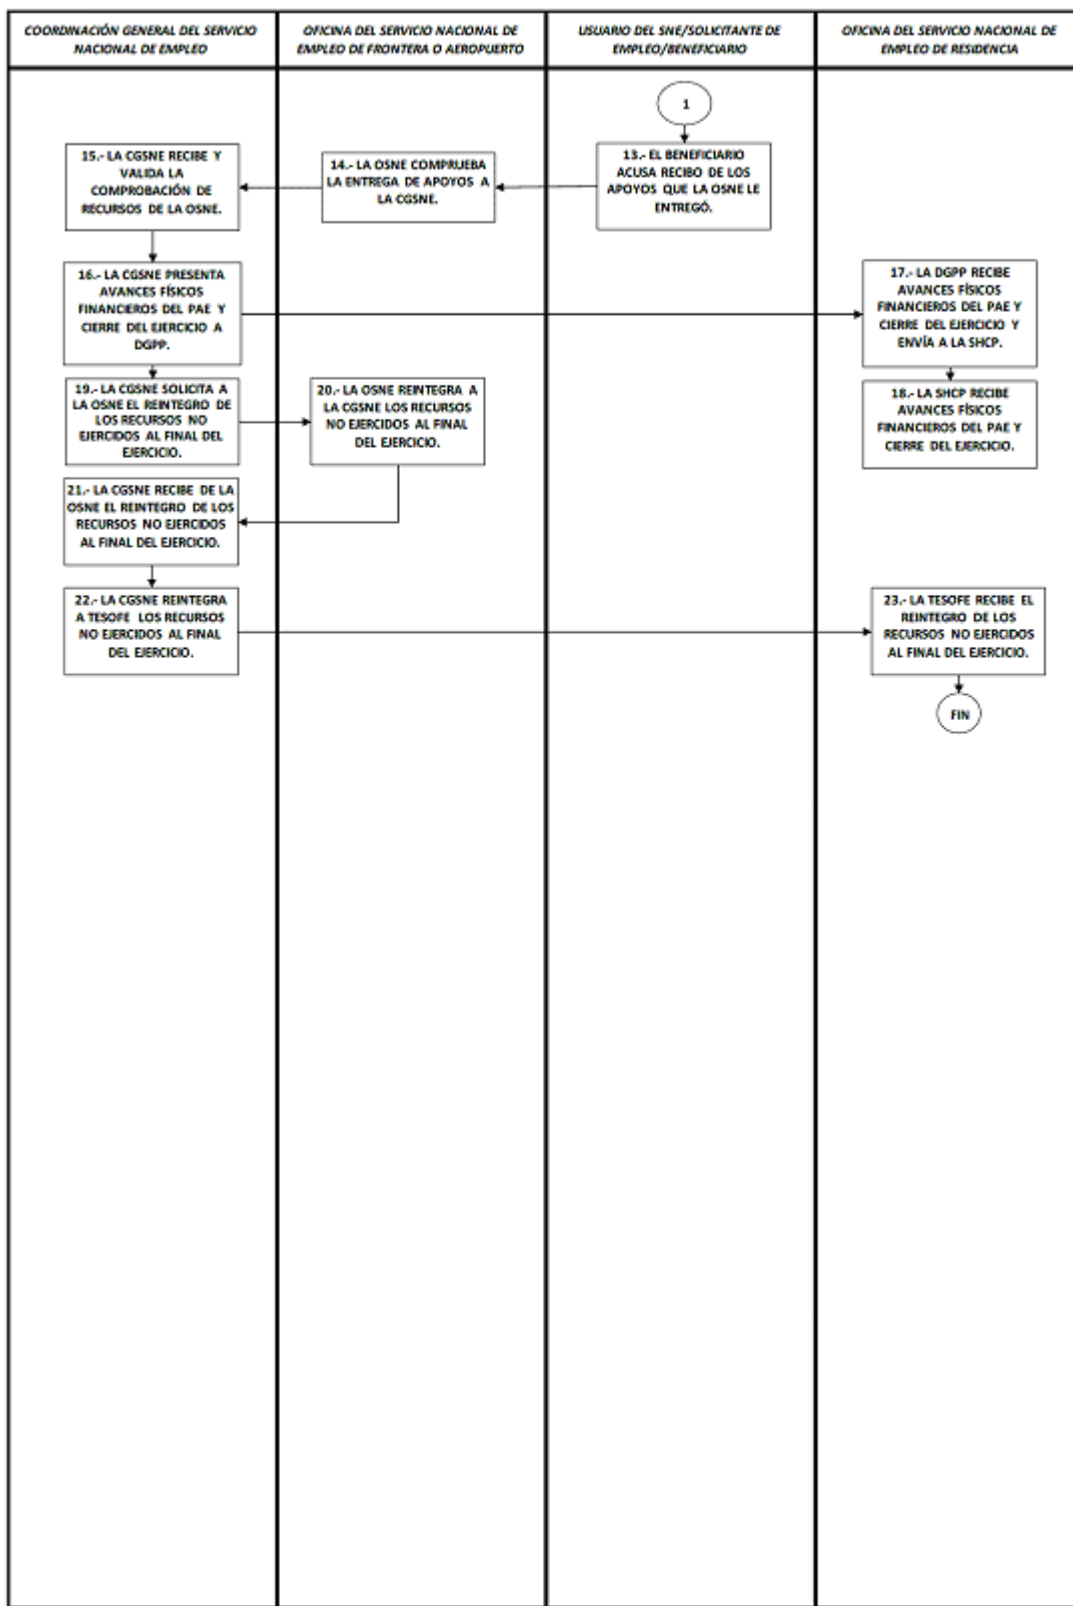 COORDINACIÓN GENERAL DEL SERVICIO
NACIONAL DE EMPLEO
OFICINA DEL SERVICIO NACIONAL DE
EMPLEO DE FRONTERA O AEROPUERTO
USUARIO DEL SNE/SOLICITANTE DE
EMPLEO/BENEFICIARIO
OFICINA DEL SERVICIO NACIONAL DE
EMPLEO DE RESIDENCIA
1
13.- EL BENEFICIARIO
ACUSA RECIBO DE LOS
APOYOS QUE LA OSNE LE
ENTREGÓ.
14.- LA OSNE COMPRUEBA
LA ENTREGA DE APOYOS A
LA CGSNE.
15.- LA CGSNE RECIBE Y
VALIDA LA
COMPROBACIÓN DE
RECURSOS DE LA OSNE.
16.- LA CGSNE PRESENTA
AVANCES FÍSICOS
FINANCIEROS DEL PAE Y
CIERRE DEL EJERCICIO A
DGPP.
17.- LA DGPP RECIBE
AVANCES FÍSICOS
FINANCIEROS DEL PAE Y
CIERRE DEL EJERCICIO Y
ENVÍA A LA SHCP.
18.- LA SHCP RECIBE
AVANCES FÍSICOS
FINANCIEROS DEL PAE Y
CIERRE DEL EJERCICIO.
19.- LA CGSNE SOLICITA A
LA OSNE EL REINTEGRO DE
LOS RECURSOS NO
EJERCIDOS AL FINAL DEL
EJERCICIO.
20.- LA OSNE REINTEGRA A
LA CGSNE LOS RECURSOS
NO EJERCIDOS AL FINAL
DEL EJERCICIO.
21.- LA CGSNE RECIBE DE LA
OSNE EL REINTEGRO DE LOS
RECURSOS NO EJERCIDOS
AL FINAL DEL EJERCICIO.
22.- LA CGSNE REINTEGRA
A TESOFE LOS RECURSOS
NO EJERCIDOS AL FINAL
DEL EJERCICIO.
23.- LA TESOFE RECIBE EL
REINTEGRO DE LOS
RECURSOS NO EJERCIDOS
AL FINAL DEL EJERCICIO.
FIN